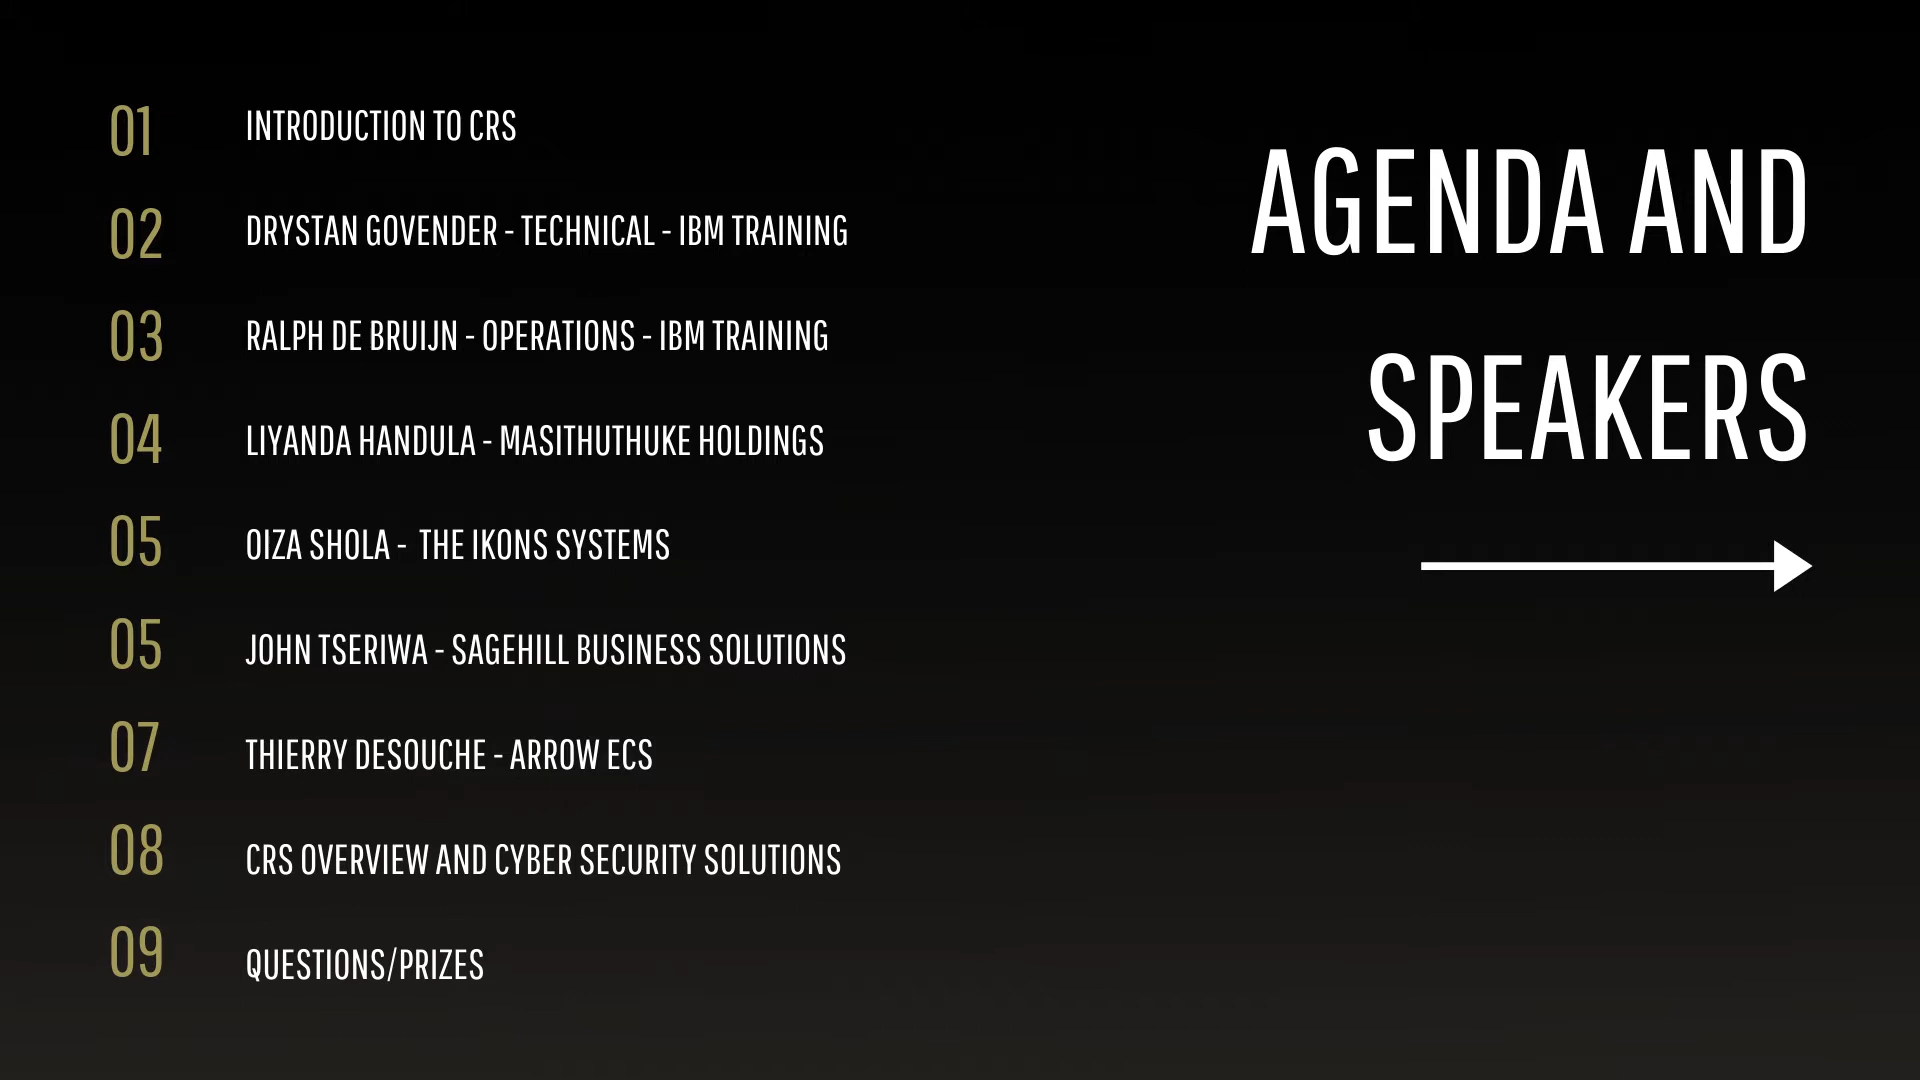 01 INTRODUCTION TO CRS
02 DRYSTAN GOVENDER - TECHNICAL - IBM TRAINING
03 RALPH DE BRUIJN - OPERATIONS - IBM TRAINING
04 LIYANDA HANDULA - MASITHUTHUKE HOLDINGS
05 OIZA SHOLA - THE IKONS SYSTEMS
05 JOHN TSERIWA - SAGEHILL BUSINESS SOLUTIONS
07 THIERRY DESOUCHE - ARROW ECS
08 CRS OVERVIEW AND CYBER SECURITY SOLUTIONS
09 QUESTIONS/PRIZES
AGENDA AND
SPEAKERS